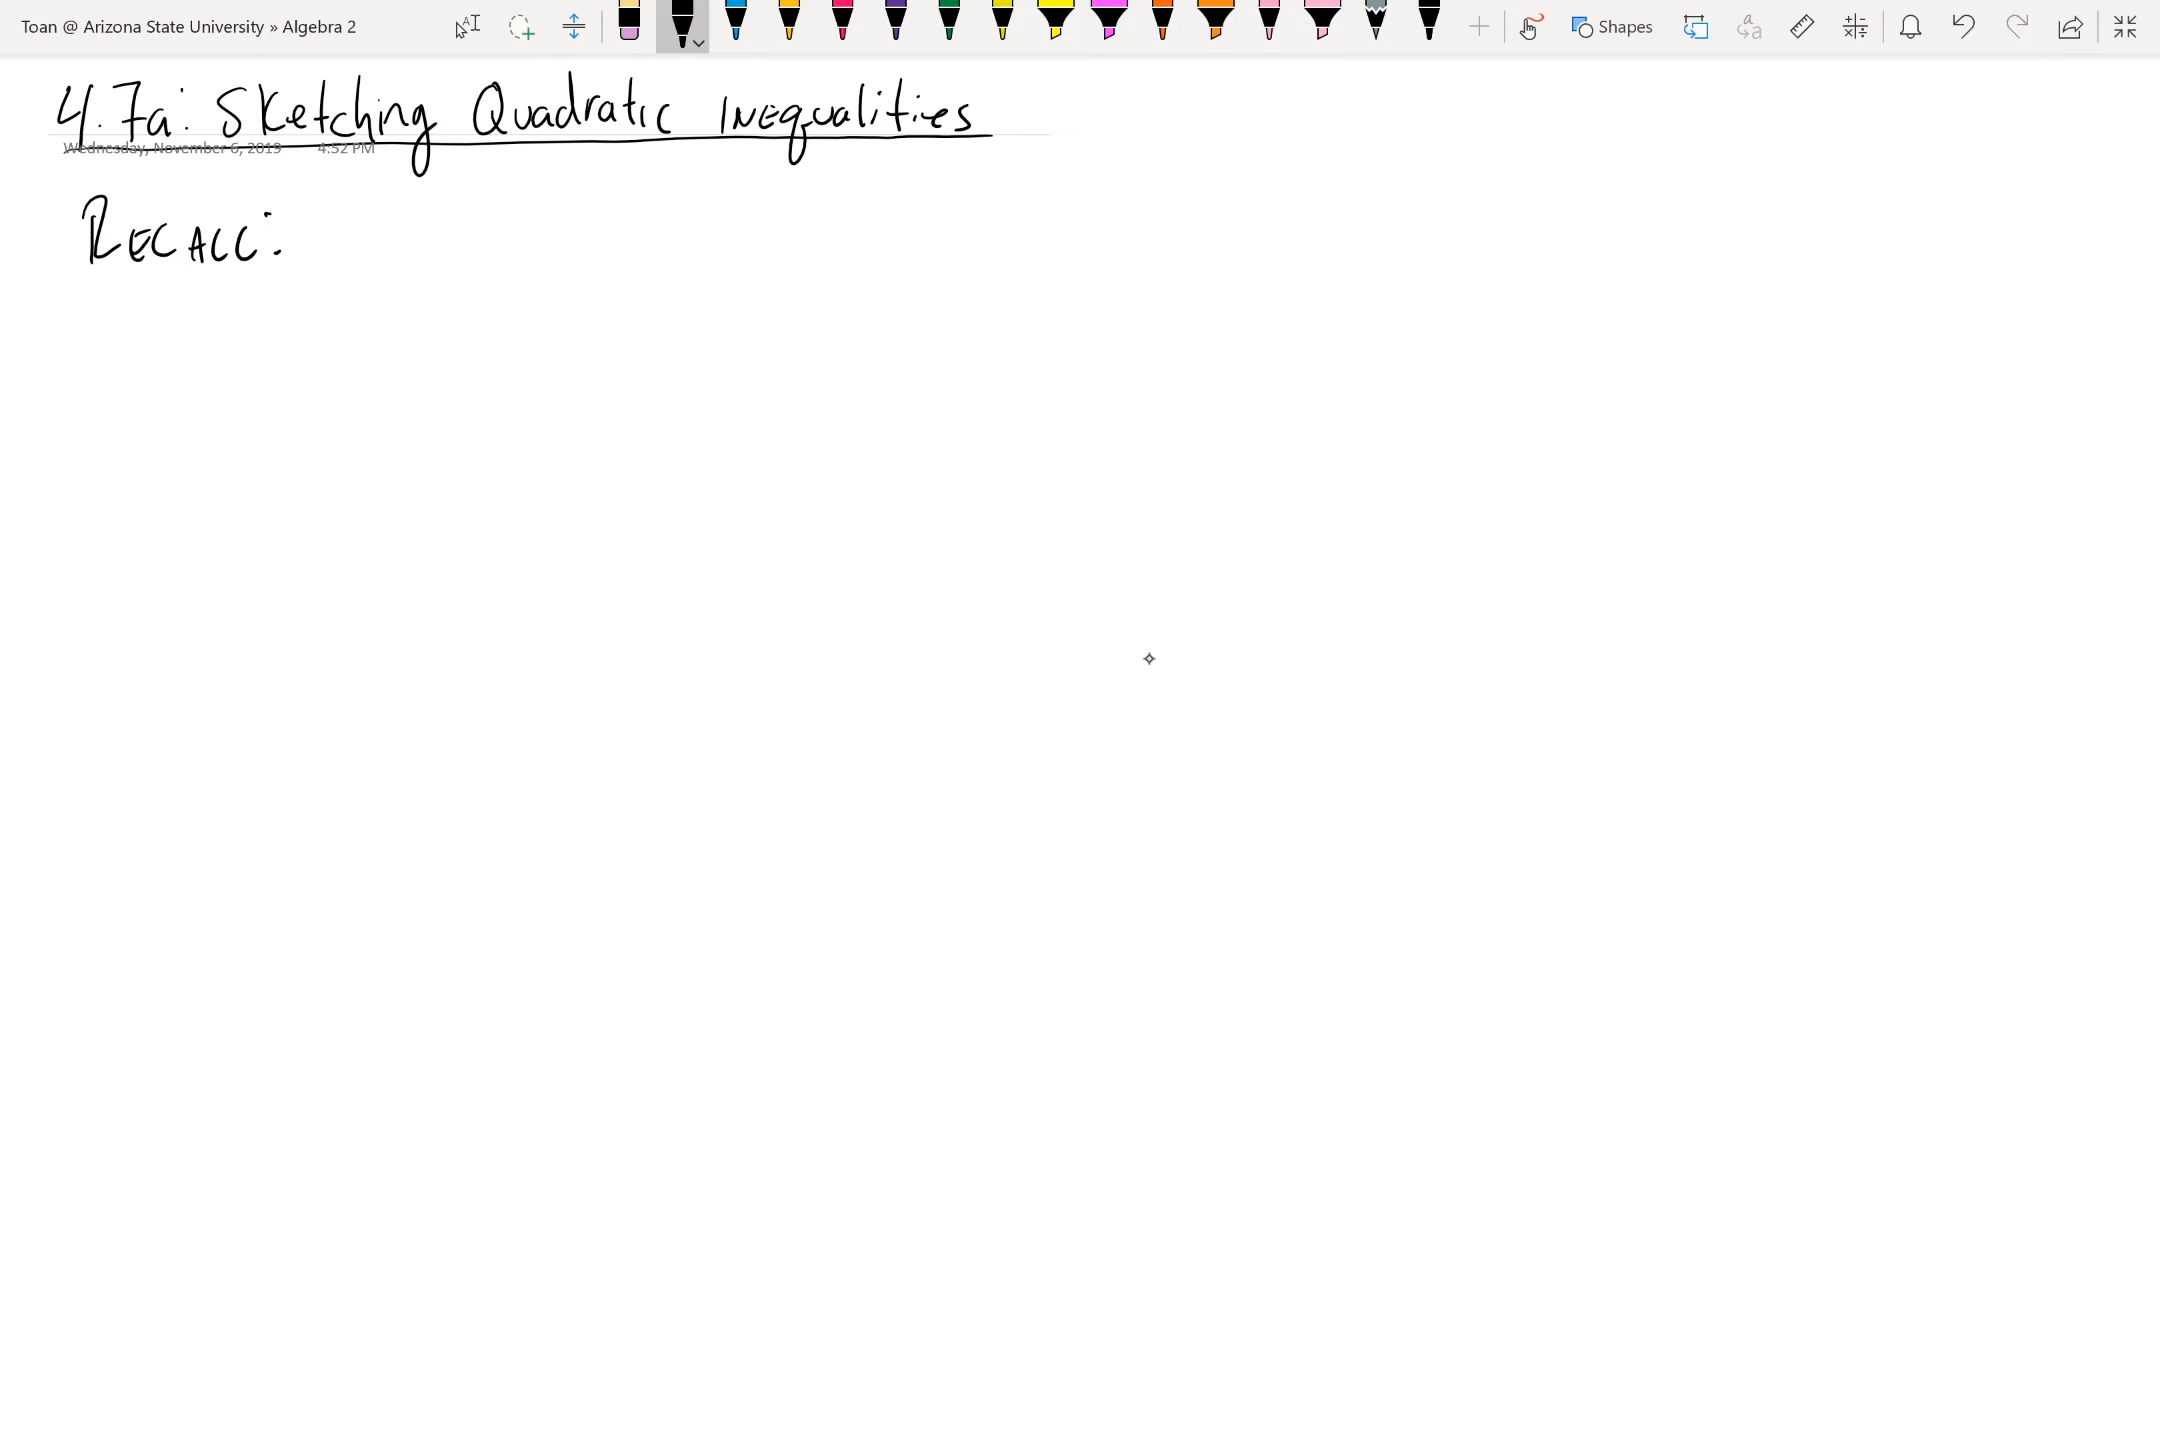 Toan @ Arizona State University » Algebra 2
Shapes
4.7a: Sketching Quadratic Inequalities
Wednesday, November 6, 2019 4:52 PM
RECALL: